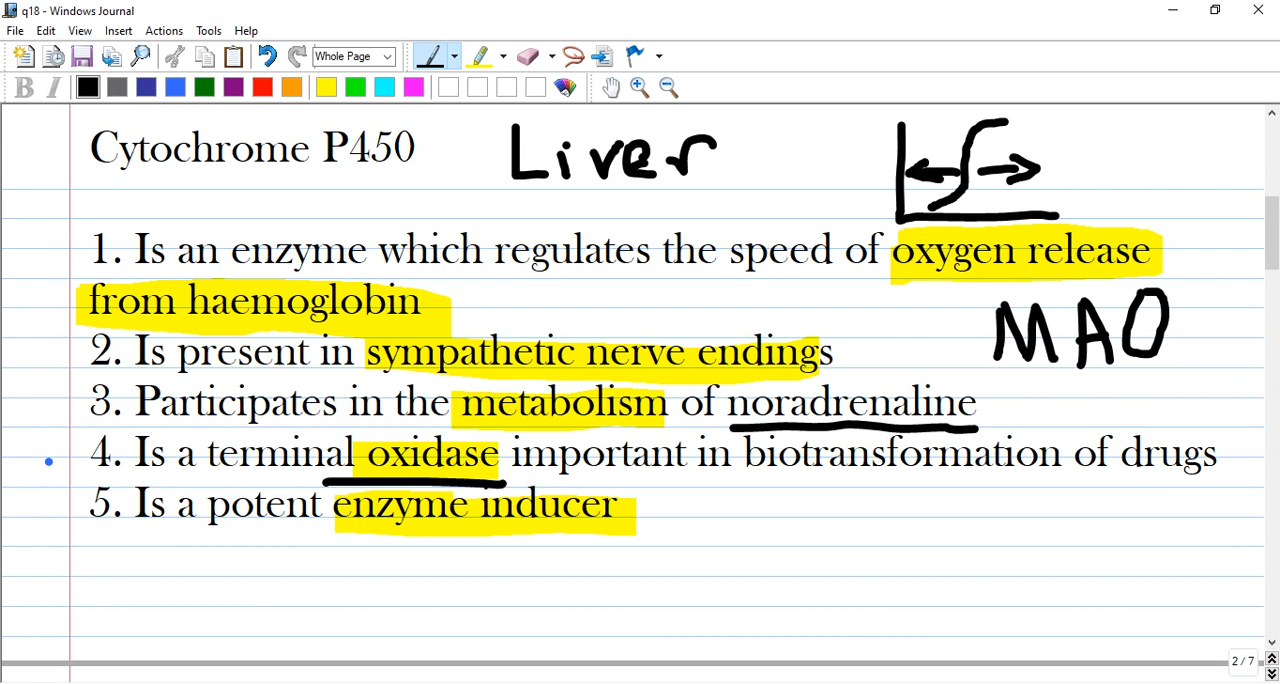 q18 - Windows Journal
File Edit View Insert Actions Tools Help
Whole Page
B I
Cytochrome P450 Liver
1. Is an enzyme which regulates the speed of oxygen release
from haemoglobin
MAO
2. Is present in sympathetic nerve endings
3. Participates in the metabolism of noradrenaline
4. Is a terminal oxidase important in biotransformation of drugs
5. Is a potent enzyme inducer
2 / 7